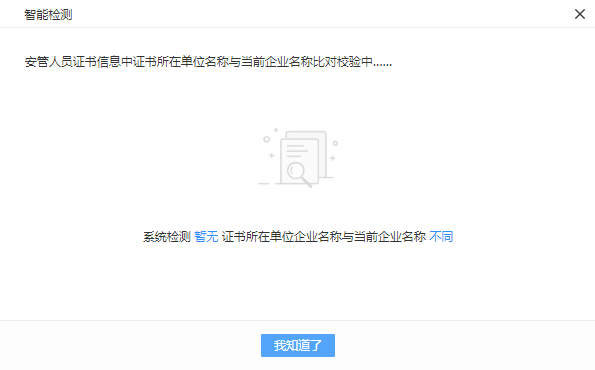 智能检测
安管人员证书信息中证书所在单位名称与当前企业名称比对校验中......
系统检测 暂无 证书所在单位企业名称与当前企业名称 不同
我知道了